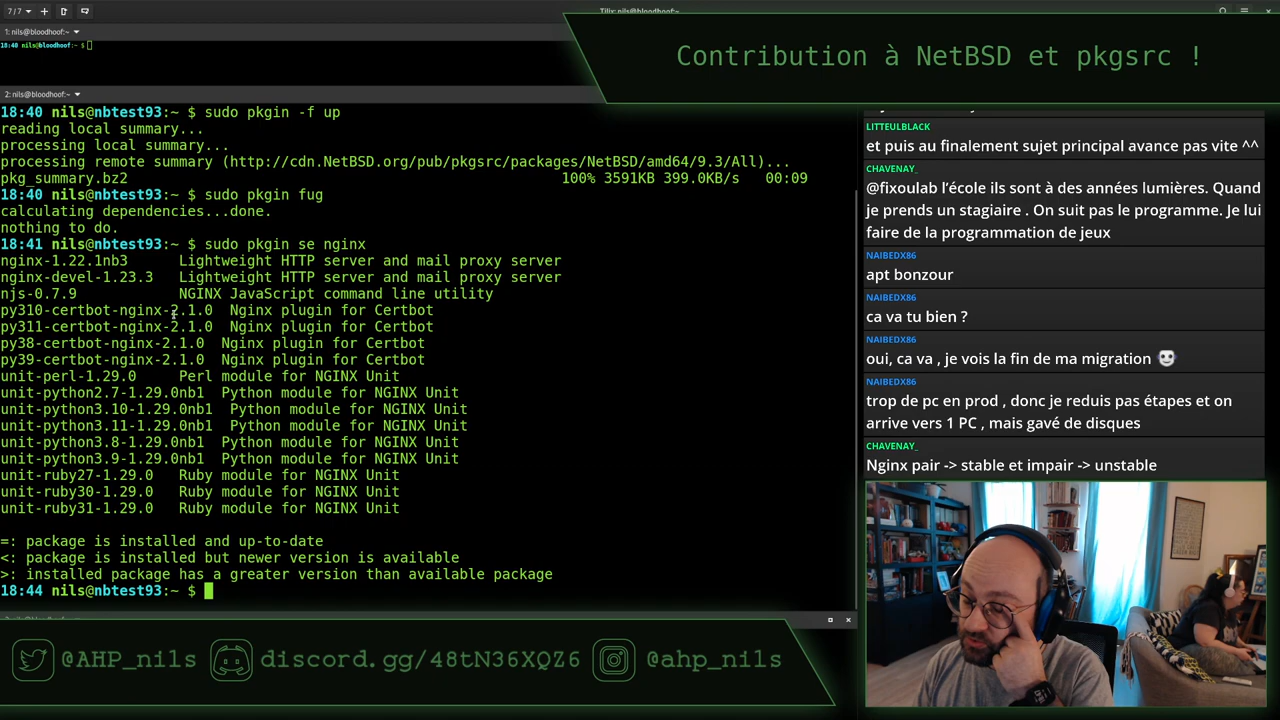 7 / 7
Tilix: nils@bloodhoof:~
1: nils@bloodhoof:~
18:40 nils@bloodhoof:~ $
Contribution à NetBSD et pkgsrc !
2: nils@bloodhoof:~
18:40 nils@nbtest93:~ $ sudo pkgin -f up
reading local summary...
processing local summary...
processing remote summary (http://cdn.NetBSD.org/pub/pkgsrc/packages/NetBSD/amd64/9.3/All)...
pkg_summary.bz2 100% 3591KB 399.0KB/s 00:09
18:40 nils@nbtest93:~ $ sudo pkgin fug
calculating dependencies...done.
nothing to do.
18:41 nils@nbtest93:~ $ sudo pkgin se nginx
nginx-1.22.1nb3 Lightweight HTTP server and mail proxy server
nginx-devel-1.23.3 Lightweight HTTP server and mail proxy server
njs-0.7.9 NGINX JavaScript command line utility
py310-certbot-nginx-2.1.0 Nginx plugin for Certbot
py311-certbot-nginx-2.1.0 Nginx plugin for Certbot
py38-certbot-nginx-2.1.0 Nginx plugin for Certbot
py39-certbot-nginx-2.1.0 Nginx plugin for Certbot
unit-perl-1.29.0 Perl module for NGINX Unit
unit-python2.7-1.29.0nb1 Python module for NGINX Unit
unit-python3.10-1.29.0nb1 Python module for NGINX Unit
unit-python3.11-1.29.0nb1 Python module for NGINX Unit
unit-python3.8-1.29.0nb1 Python module for NGINX Unit
unit-python3.9-1.29.0nb1 Python module for NGINX Unit
unit-ruby27-1.29.0 Ruby module for NGINX Unit
unit-ruby30-1.29.0 Ruby module for NGINX Unit
unit-ruby31-1.29.0 Ruby module for NGINX Unit
=: package is installed and up-to-date
<: package is installed but newer version is available
>: installed package has a greater version than available package
18:44 nils@nbtest93:~ $
LITTEULBLACK
et puis au finalement sujet principal avance pas vite ^^
CHAVENAY_
@fixoulab l’école ils sont à des années lumières. Quand
je prends un stagiaire . On suit pas le programme. Je lui
faire de la programmation de jeux
NAIBEDX86
apt bonzour
NAIBEDX86
ca va tu bien ?
NAIBEDX86
oui, ca va , je vois la fin de ma migration
NAIBEDX86
trop de pc en prod , donc je reduis pas étapes et on
arrive vers 1 PC , mais gavé de disques
CHAVENAY_
Nginx pair -> stable et impair -> unstable
@AHP_nils
discord.gg/48tN36XQZ6
@ahp_nils